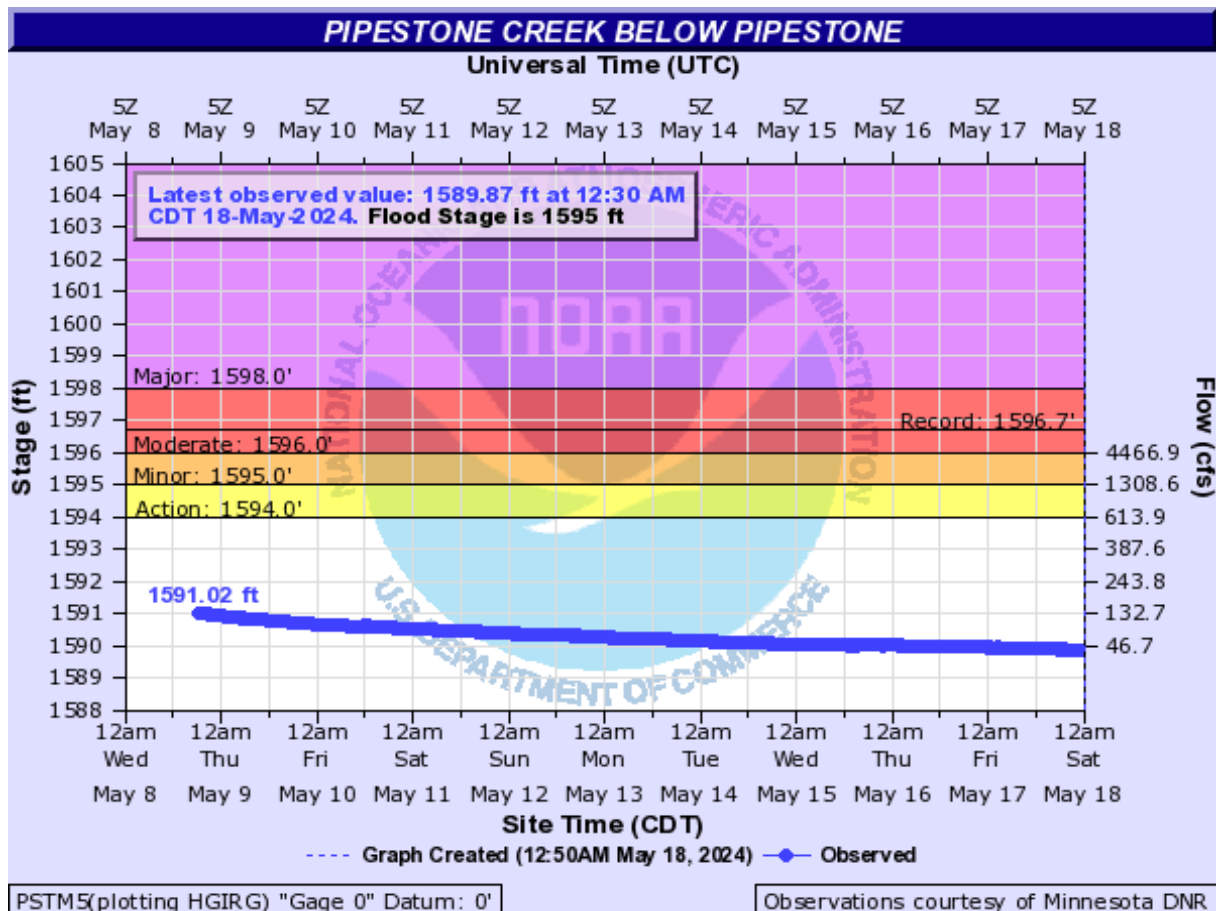 PIPESTONE CREEK BELOW PIPESTONE
Universal Time (UTC)
5Z 5Z 5Z 5Z 5Z 5Z 5Z 5Z 5Z 5Z 5Z
May 8 May 9 May 10 May 11 May 12 May 13 May 14 May 15 May 16 May 17 May 18
Latest observed value: 1589.87 ft at 12:30 AM
CDT 18-May-2024. Flood Stage is 1595 ft
NATIONAL OCEANIC AND ATMOSPHERIC ADMINISTRATION
NOAA
U.S. DEPARTMENT OF COMMERCE
Stage (ft)
1605
1604
1603
1602
1601
1600
1599
1598
1597
1596
1595
1594
1593
1592
1591
1590
1589
1588
Major: 1598.0'
Record: 1596.7'
Moderate: 1596.0'
Minor: 1595.0'
Action: 1594.0'
1591.02 ft
Flow (cfs)
4466.9
1308.6
613.9
387.6
243.8
132.7
46.7
12am 12am 12am 12am 12am 12am 12am 12am 12am 12am 12am
Wed Thu Fri Sat Sun Mon Tue Wed Thu Fri Sat
May 8 May 9 May 10 May 11 May 12 May 13 May 14 May 15 May 16 May 17 May 18
Site Time (CDT)
Graph Created (12:50AM May 18, 2024) Observed
PSTM5(plotting HGIRG) "Gage 0" Datum: 0'
Observations courtesy of Minnesota DNR